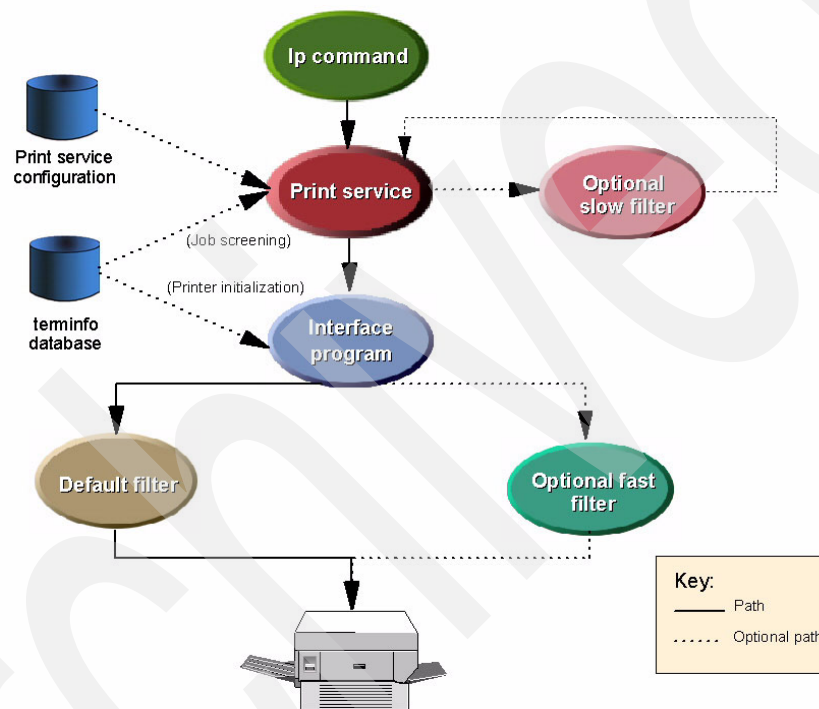 lp command
Print service
configuration
Print service
Optional
slow filter
(Job screening)
(Printer initialization)
terminfo
database
Interface
program
Default filter
Optional fast
filter
Key:
Path
Optional path